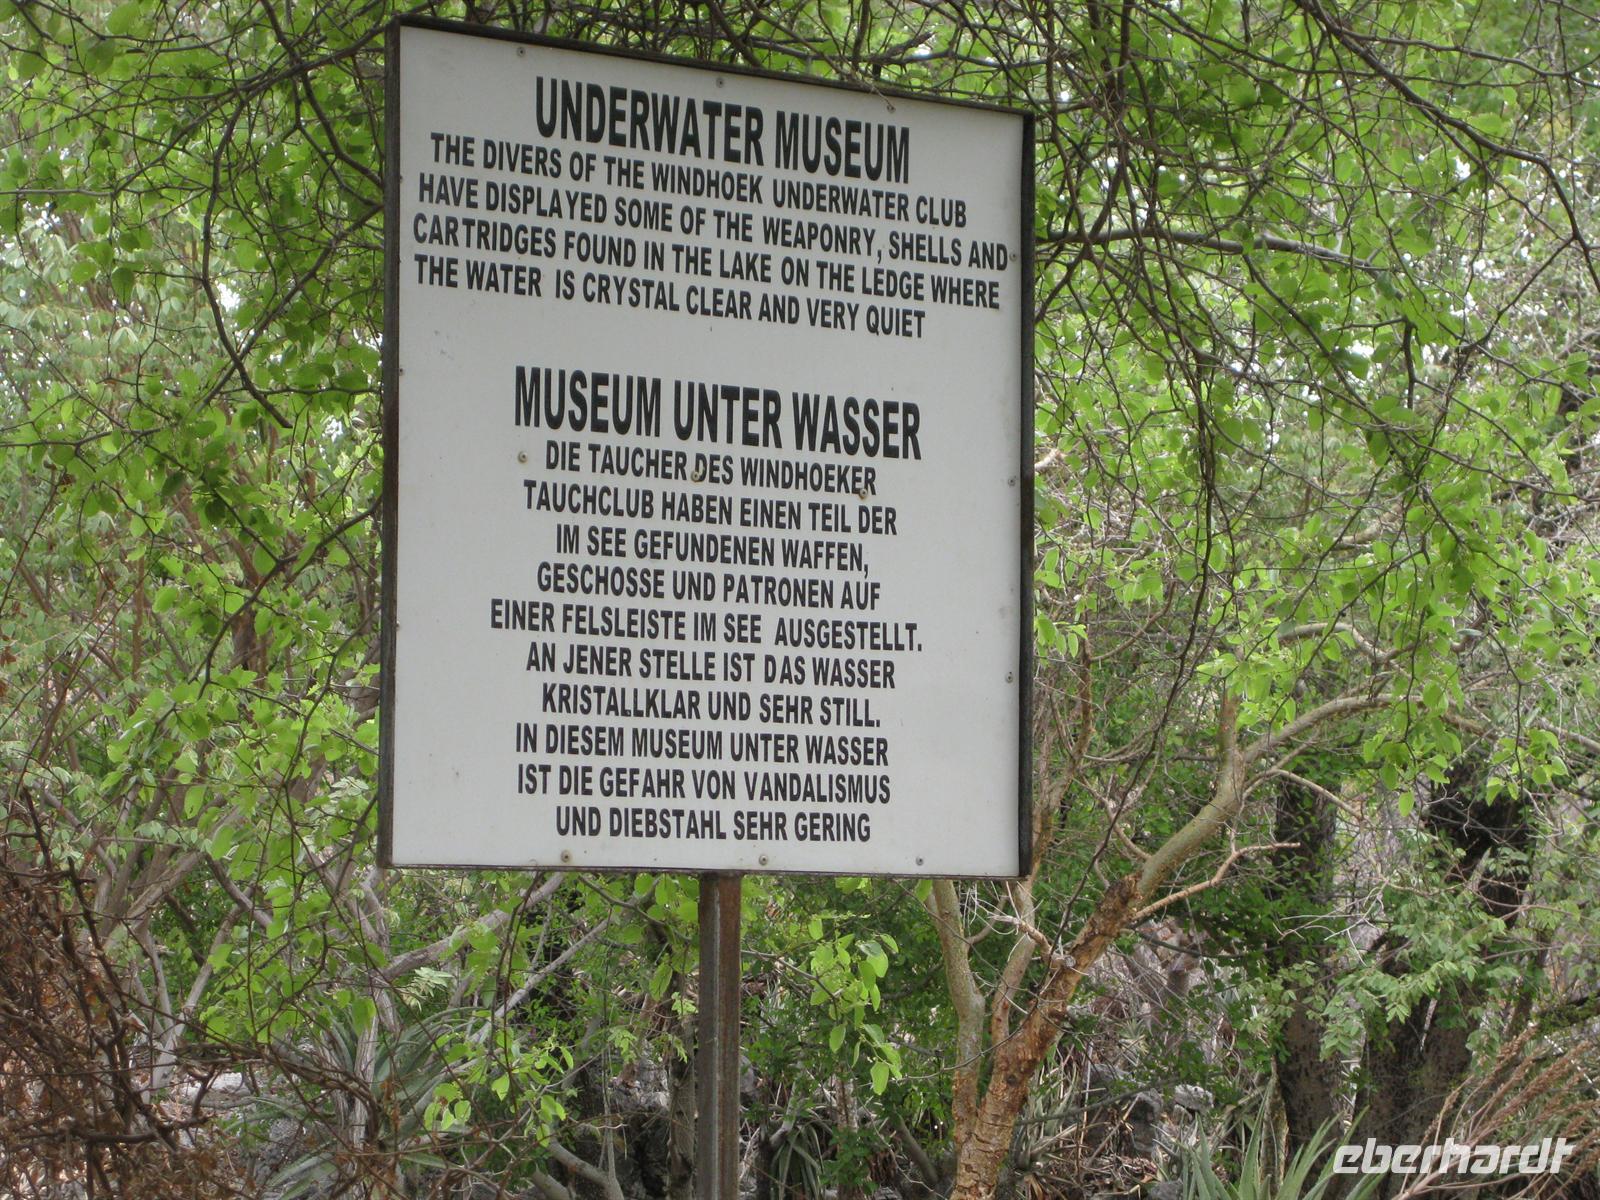 UNDERWATER MUSEUM
THE DIVERS OF THE WINDHOEK UNDERWATER CLUB
HAVE DISPLAYED SOME OF THE WEAPONRY, SHELLS AND
CARTRIDGES FOUND IN THE LAKE ON THE LEDGE WHERE
THE WATER IS CRYSTAL CLEAR AND VERY QUIET
MUSEUM UNTER WASSER
DIE TAUCHER DES WINDHOEKER
TAUCHCLUB HABEN EINEN TEIL DER
IM SEE GEFUNDENEN WAFFEN,
GESCHOSSE UND PATRONEN AUF
EINER FELSLEISTE IM SEE AUSGESTELLT.
AN JENER STELLE IST DAS WASSER
KRISTALLKLAR UND SEHR STILL.
IN DIESEM MUSEUM UNTER WASSER
IST DIE GEFAHR VON VANDALISMUS
UND DIEBSTAHL SEHR GERING
eberhardt